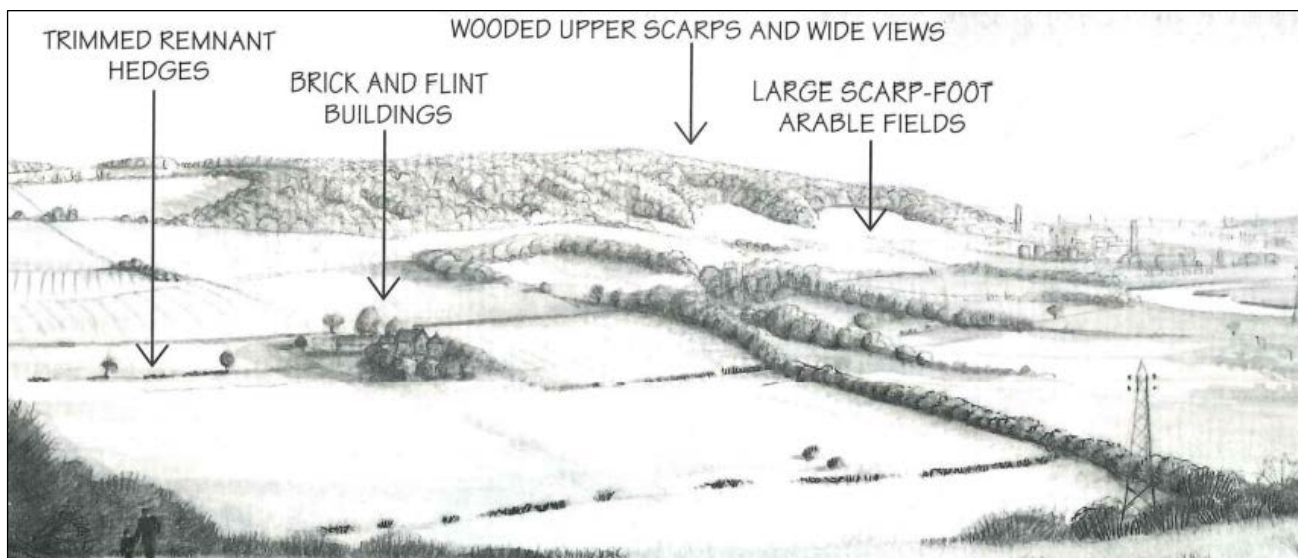 TRIMMED REMNANT
HEDGES
BRICK AND FLINT
BUILDINGS
WOODED UPPER SCARPS AND WIDE VIEWS
LARGE SCARP-FOOT
ARABLE FIELDS